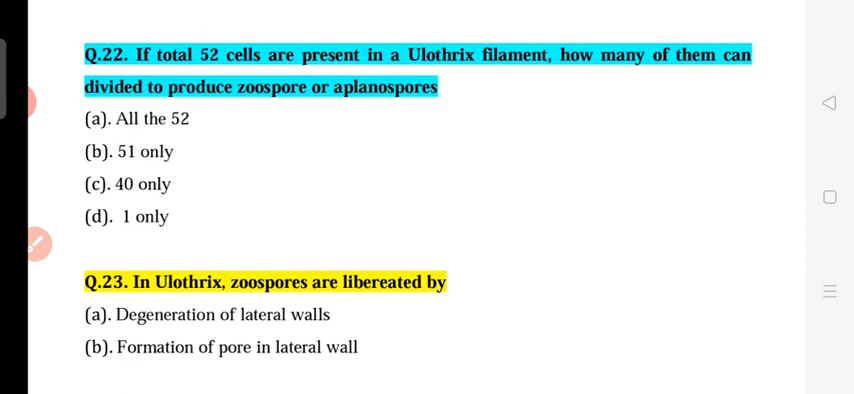 Q.22. If total 52 cells are present in a Ulothrix filament, how many of them can
divided to produce zoospore or aplanospores
(a). All the 52
(b). 51 only
(c). 40 only
(d). 1 only
Q.23. In Ulothrix, zoospores are libereated by
(a). Degeneration of lateral walls
(b). Formation of pore in lateral wall